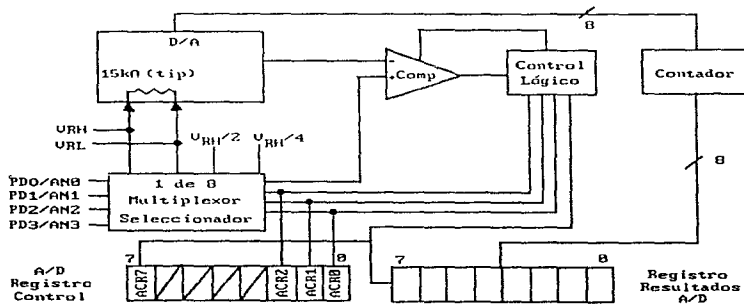 D/A
8
15kΩ (tip)
Comp
Control
Lógico
Contador
VRH
VRL
VRH/2
VRH/4
8
PD0/AN0
PD1/AN1
PD2/AN2
PD3/AN3
1 de 8
Multiplexor
Seleccionador
7
0
7
0
A/D
Registro
Control
ACR7
ACR2
ACR1
ACR0
Registro
Resultados
A/D